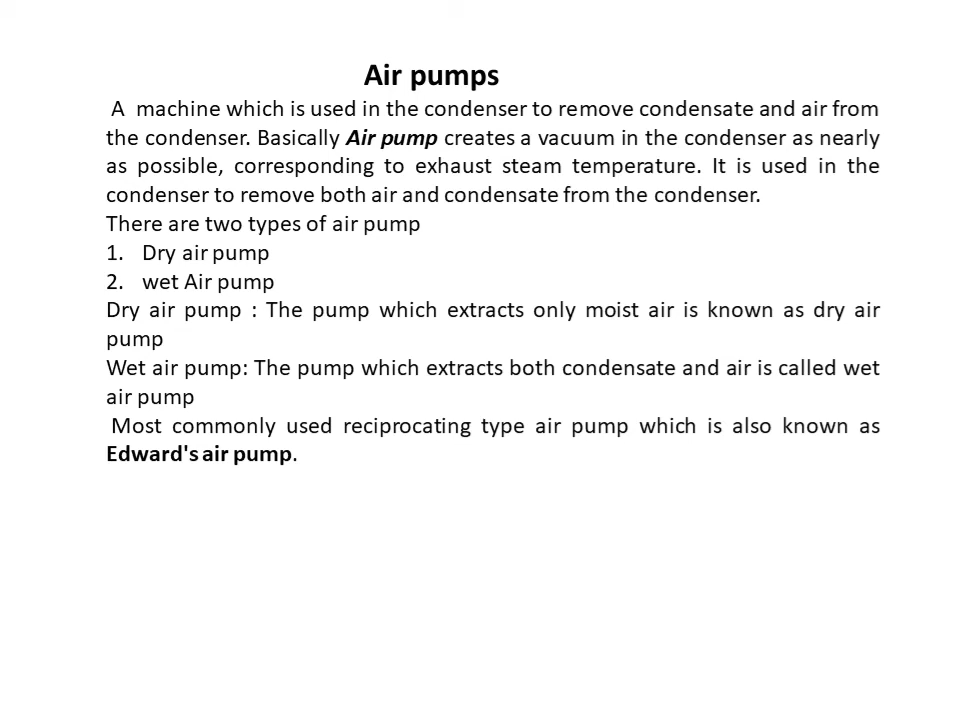 Air pumps
A machine which is used in the condenser to remove condensate and air from
the condenser. Basically Air pump creates a vacuum in the condenser as nearly
as possible, corresponding to exhaust steam temperature. It is used in the
condenser to remove both air and condensate from the condenser.
There are two types of air pump
1. Dry air pump
2. wet Air pump
Dry air pump : The pump which extracts only moist air is known as dry air
pump
Wet air pump: The pump which extracts both condensate and air is called wet
air pump
Most commonly used reciprocating type air pump which is also known as
Edward's air pump.